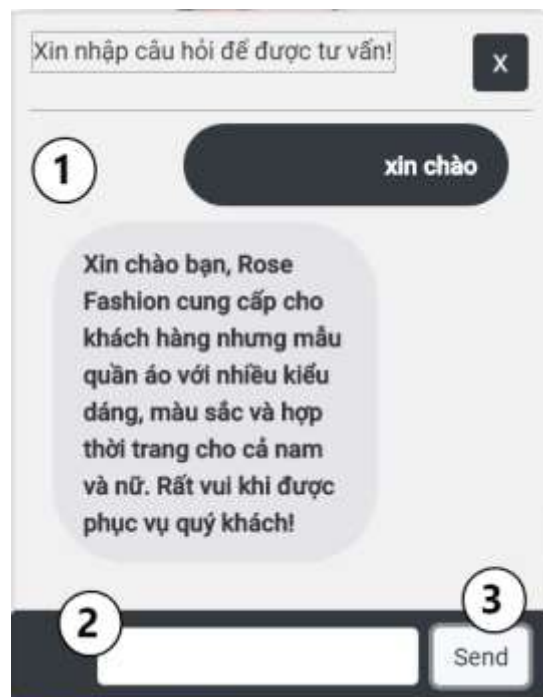 Xin nhập câu hỏi để được tư vấn!
X
1
xin chào
Xin chào bạn, Rose
Fashion cung cấp cho
khách hàng nhưng mẫu
quần áo với nhiều kiểu
dáng, màu sắc và hợp
thời trang cho cả nam
và nữ. Rất vui khi được
phục vụ quý khách!
2
3
Send